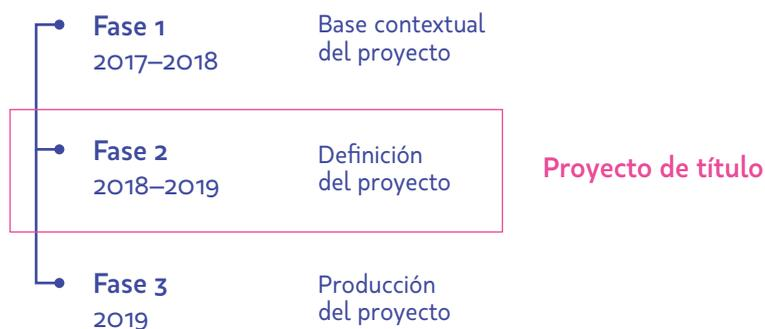 Fase 1
2017–2018
Base contextual
del proyecto
Fase 2
2018–2019
Definición
del proyecto
Proyecto de título
Fase 3
2019
Producción
del proyecto